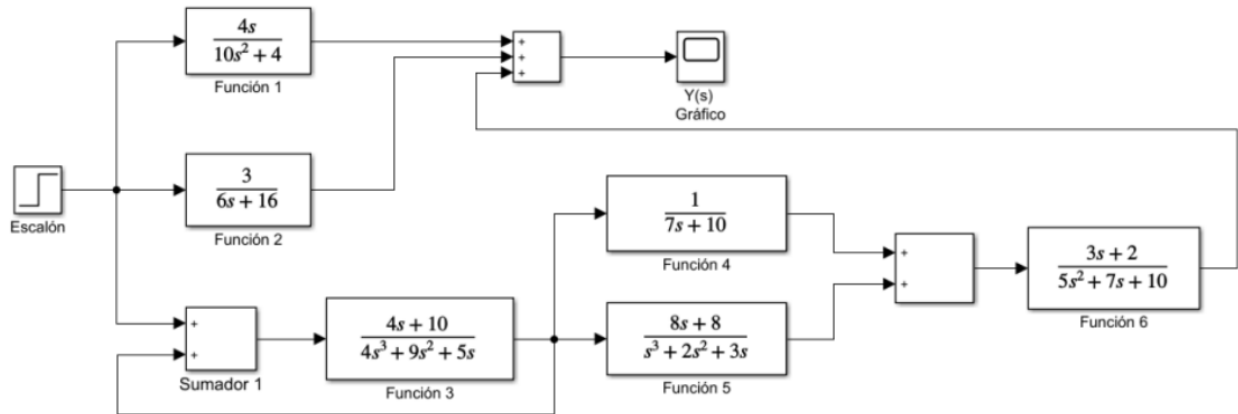 4s
10s² + 4
Función 1
+
+
+
Y(s)
Gráfico
Escalón
3
6s + 16
Función 2
1
7s + 10
Función 4
+
+
3s + 2
5s² + 7s + 10
Función 6
+
+
Sumador 1
4s + 10
4s³ + 9s² + 5s
Función 3
8s + 8
s³ + 2s² + 3s
Función 5